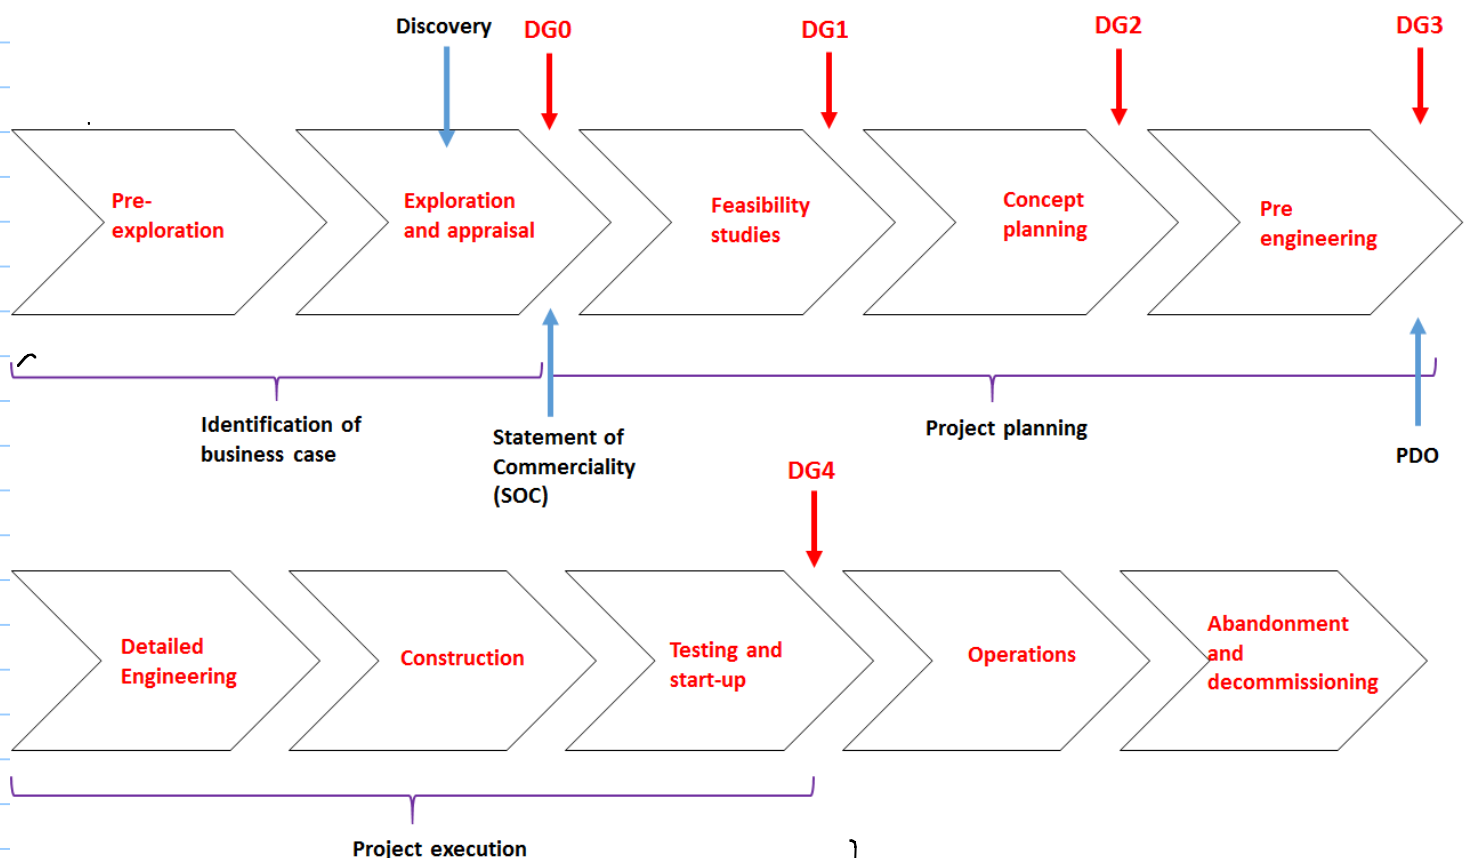 Discovery
DG0
DG1
DG2
DG3
Pre-
exploration
Exploration
and appraisal
Feasibility
studies
Concept
planning
Pre
engineering
Identification of
business case
Statement of
Commerciality
(SOC)
Project planning
PDO
DG4
Detailed
Engineering
Construction
Testing and
start-up
Operations
Abandonment
and
decommissioning
Project execution